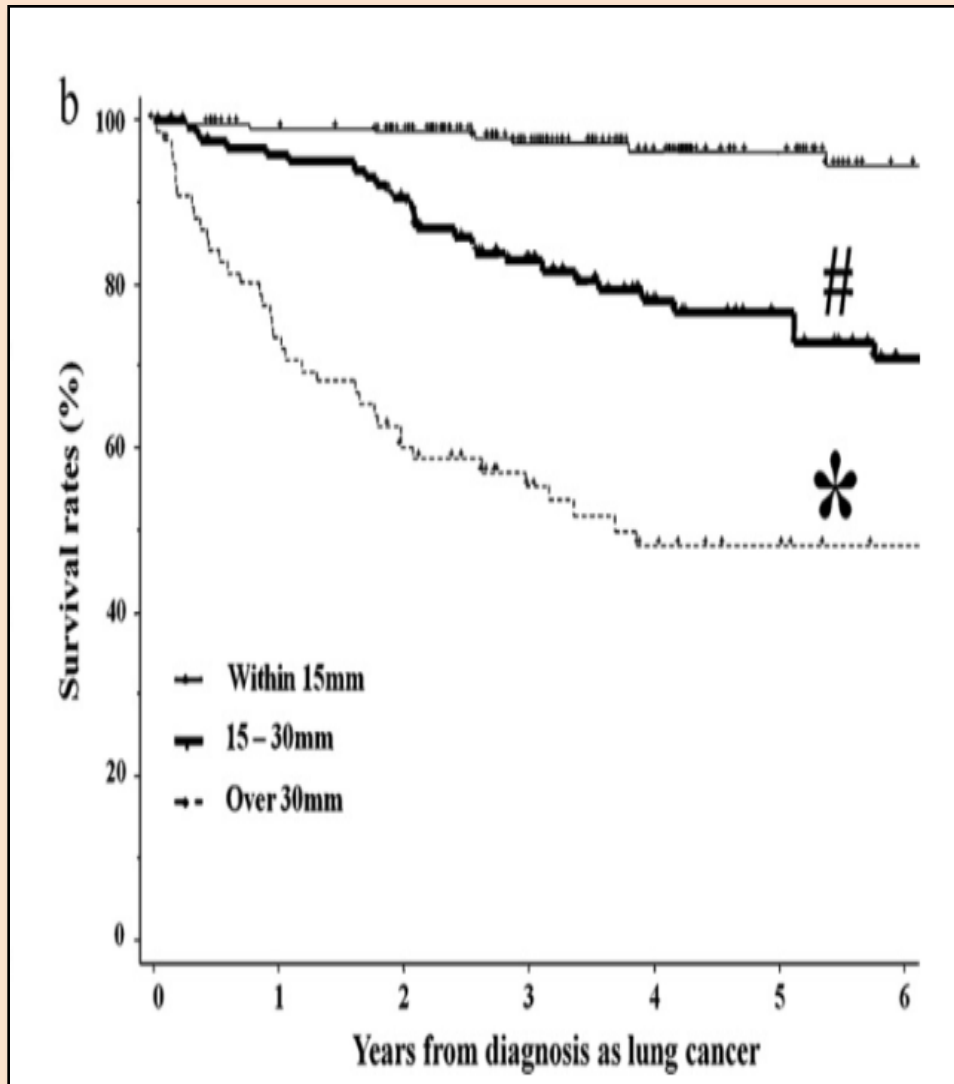 b
100
80
60
40
20
0
Survival rates (%)
#
*
Within 15mm
15 – 30mm
Over 30mm
0 1 2 3 4 5 6
Years from diagnosis as lung cancer